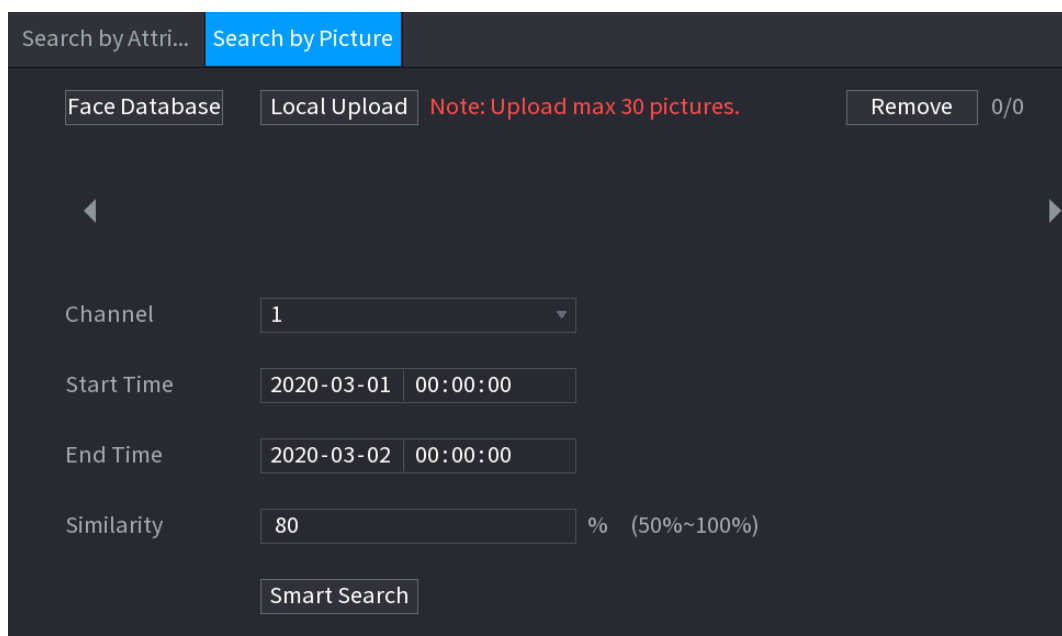 Search by Attri... Search by Picture
Face Database Local Upload Note: Upload max 30 pictures. Remove 0/0
Channel 1
Start Time 2020-03-01 00:00:00
End Time 2020-03-02 00:00:00
Similarity 80 % (50%~100%)
Smart Search